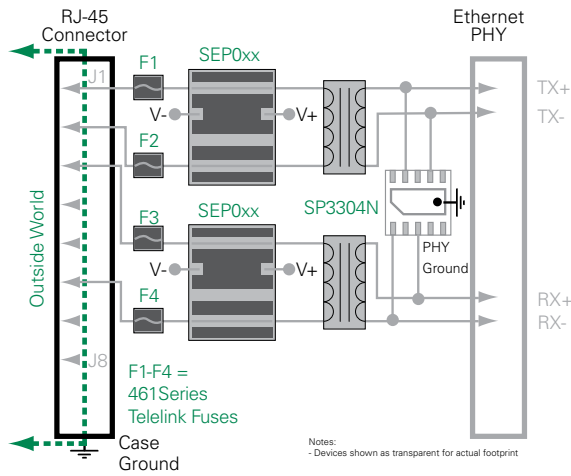 RJ-45
Connector
Ethernet
PHY
F1
SEP0xx
J1
TX+
V-
V+
TX-
F2
Outside World
F3
SEP0xx
SP3304N
PHY
Ground
V-
V+
F4
RX+
RX-
J8
F1-F4 =
461Series
Telelink Fuses
Case
Ground
Notes:
- Devices shown as transparent for actual footprint